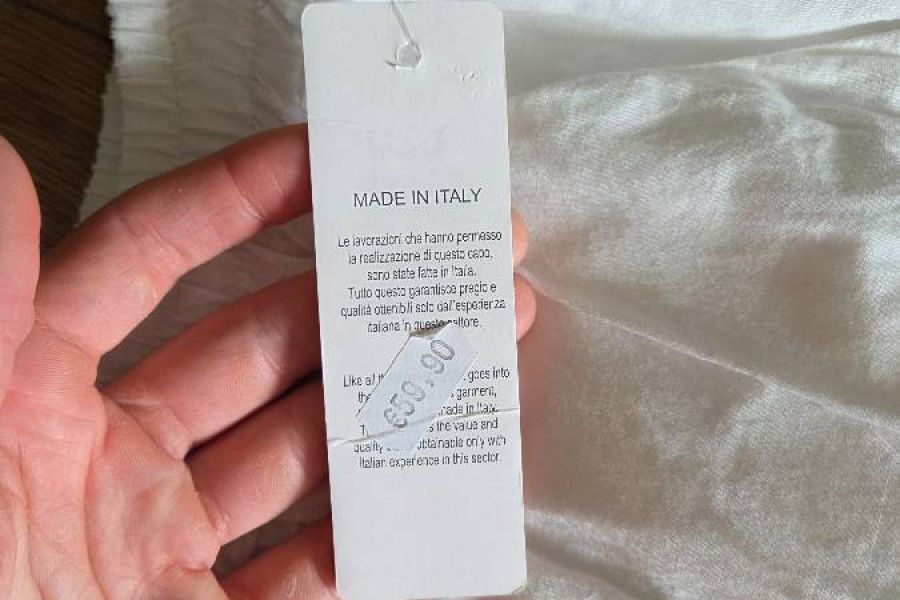 MADE IN ITALY
Le lavorazioni che hanno permesso
la realizzazione di questo capo,
sono state fatte in Italia.
Tutto questo garantisce pregio e
qualità ottenibili solo dall'esperienza
italiana in questo settore.
€59,90
Like all goes into
garment,
made in Italy.
the value and
quality obtainable only with
Italian experience in this sector.